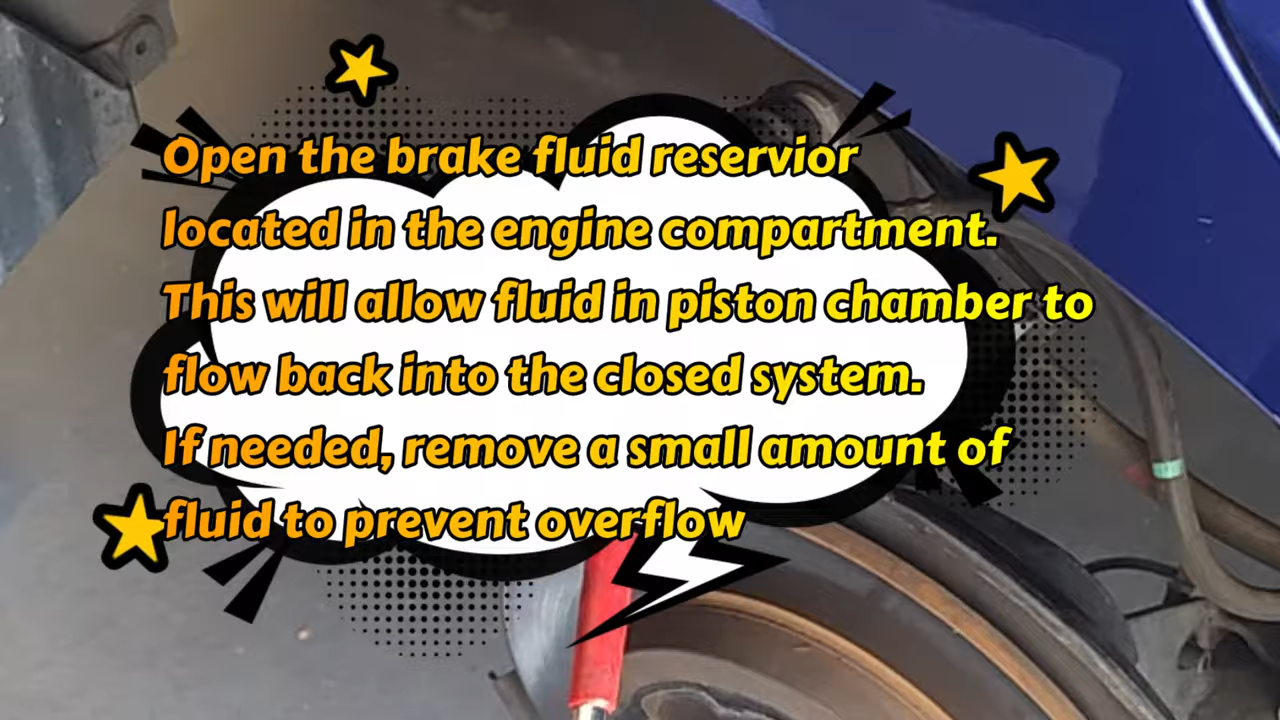 Open the brake fluid reservior
located in the engine compartment.
This will allow fluid in piston chamber to
flow back into the closed system.
If needed, remove a small amount of
fluid to prevent overflow